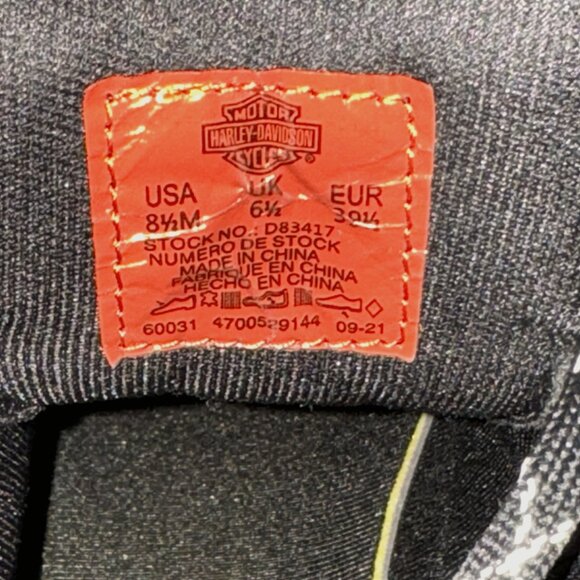 MOTOR
HARLEY-DAVIDSON
CYCLES
®
USA UK EUR
8½M 6½ 39½
STOCK NO.: D83417
NUMERO DE STOCK
MADE IN CHINA
FABRIQUE EN CHINA
HECHO EN CHINA
60031 4700529144 09-21